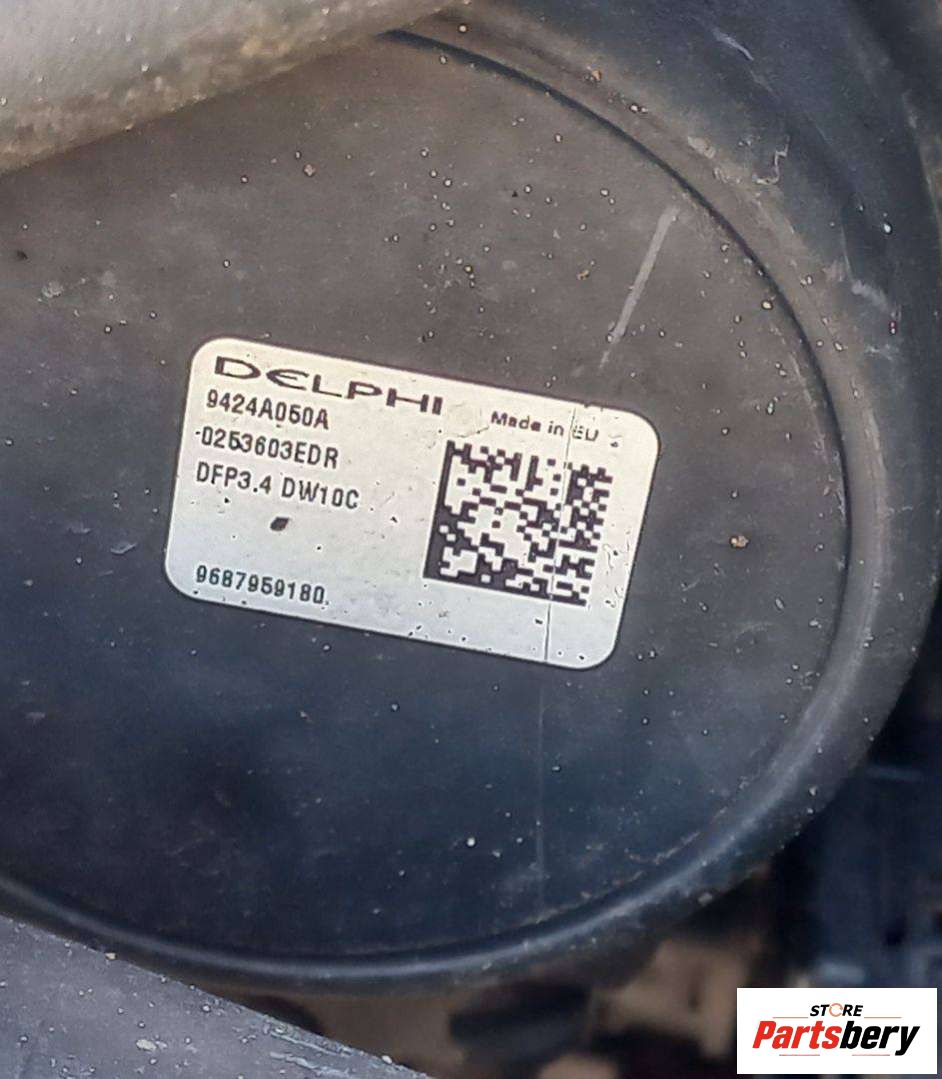 DELPHI
Made in EU
9424A050A
0253603EDR
DFP3.4 DW10C
9687959180
STORE
Partsbery